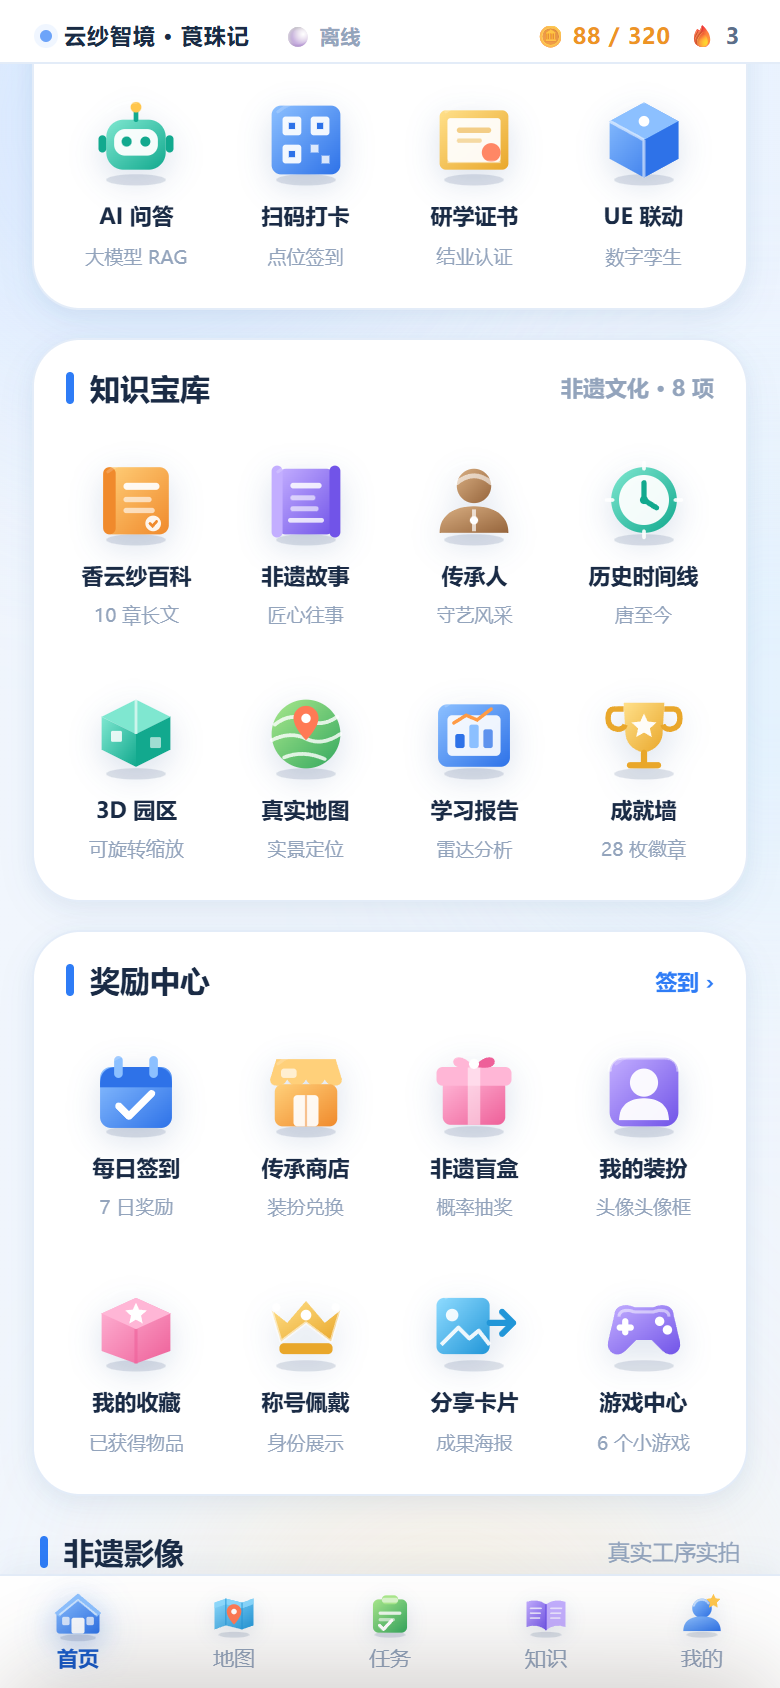 云纱智境·莨珠记 离线 88 / 320 3
AI 问答 扫码打卡 研学证书 UE 联动
大模型 RAG 点位签到 结业认证 数字孪生
知识宝库 非遗文化·8 项
香云纱百科 非遗故事 传承人 历史时间线
10 章长文 匠心往事 守艺风采 唐至今
3D 园区 真实地图 学习报告 成就墙
可旋转缩放 实景定位 雷达分析 28 枚徽章
奖励中心 签到 ›
每日签到 传承商店 非遗盲盒 我的装扮
7 日奖励 装扮兑换 概率抽奖 头像头像框
我的收藏 称号佩戴 分享卡片 游戏中心
已获得物品 身份展示 成果海报 6 个小游戏
非遗影像 真实工序实拍
首页 地图 任务 知识 我的